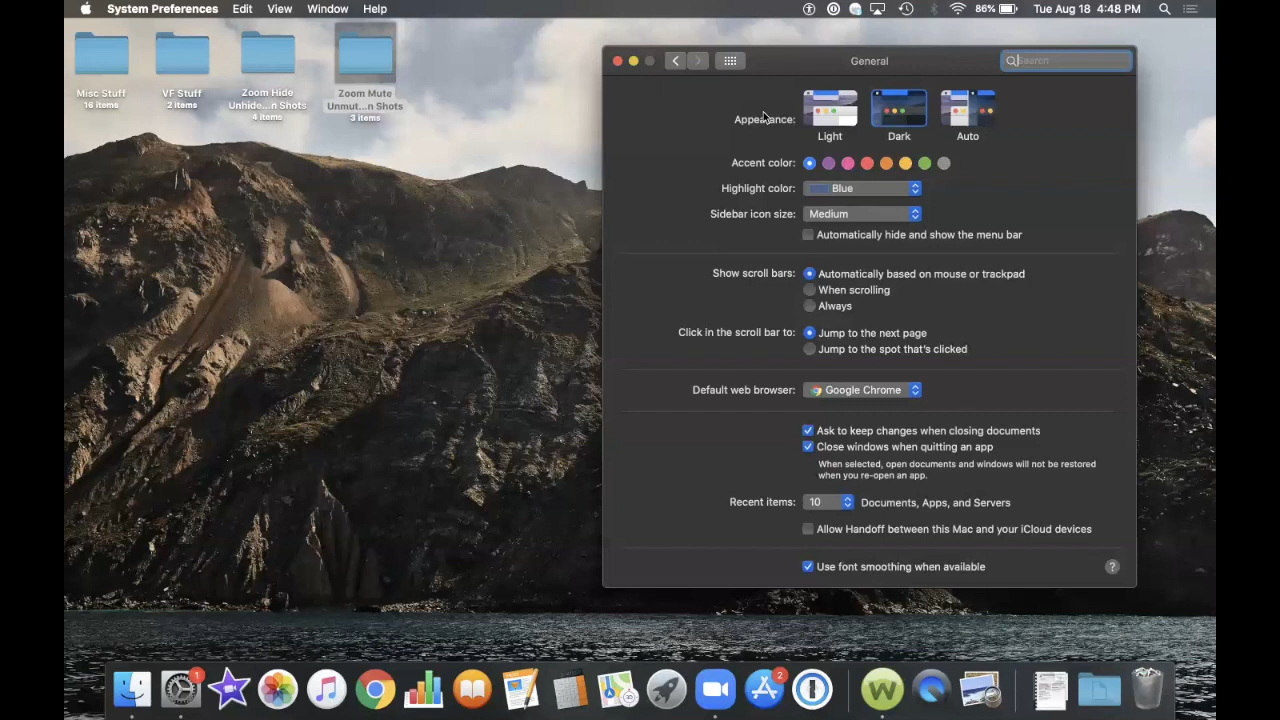 System Preferences Edit View Window Help 86% Tue Aug 18 4:48 PM
Misc Stuff
16 items
VF Stuff
2 items
Zoom Hide
Unhide...n Shots
4 items
Zoom Mute
Unmut...n Shots
3 items
General
Search
Appearance:
Light Dark Auto
Accent color:
Highlight color: Blue
Sidebar icon size: Medium
Automatically hide and show the menu bar
Show scroll bars: Automatically based on mouse or trackpad
When scrolling
Always
Click in the scroll bar to: Jump to the next page
Jump to the spot that's clicked
Default web browser: Google Chrome
Ask to keep changes when closing documents
Close windows when quitting an app
When selected, open documents and windows will not be restored
when you re-open an app.
Recent items: 10 Documents, Apps, and Servers
Allow Handoff between this Mac and your iCloud devices
Use font smoothing when available ?
1 2 W